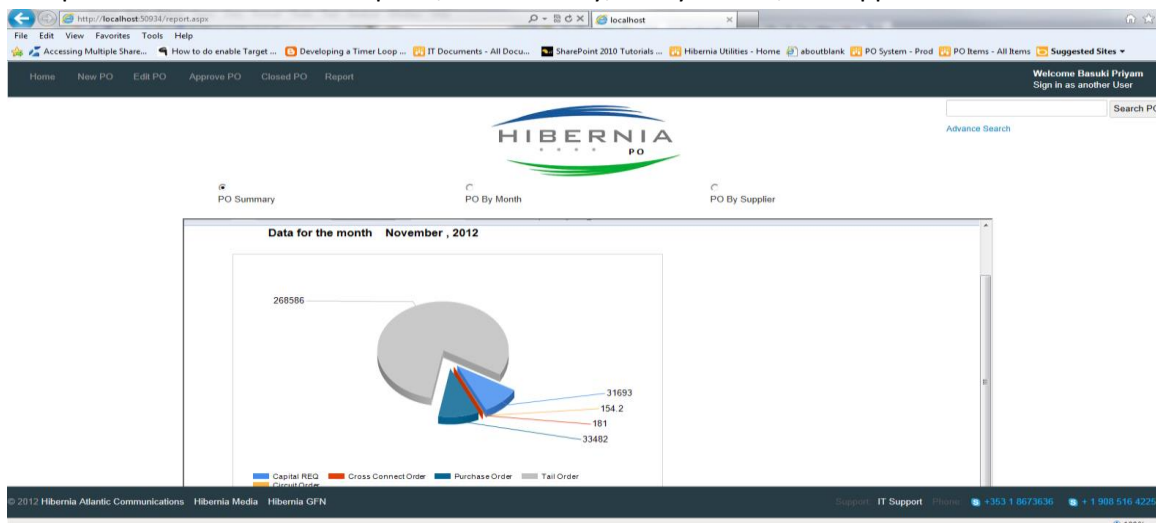 http://localhost:50934/report.aspx
localhost
File Edit View Favorites Tools Help
Accessing Multiple Share... How to do enable Target ... Developing a Timer Loop ... IT Documents - All Docu... SharePoint 2010 Tutorials ... Hibernia Utilities - Home aboutblank PO System - Prod PO Items - All Items Suggested Sites
Home New PO Edit PO Approve PO Closed PO Report
Welcome Basuki Priyam
Sign in as another User
Search PO
Advance Search
HIBERNIA
PO
PO Summary PO By Month PO By Supplier
Data for the month November , 2012
268586
31693
154.2
181
33482
Capital REQ Cross Connect Order Purchase Order Tail Order
Circuit Order
© 2012 Hibernia Atlantic Communications Hibernia Media Hibernia GFN Support IT Support Phone +353 1 8673636 + 1 908 516 4225